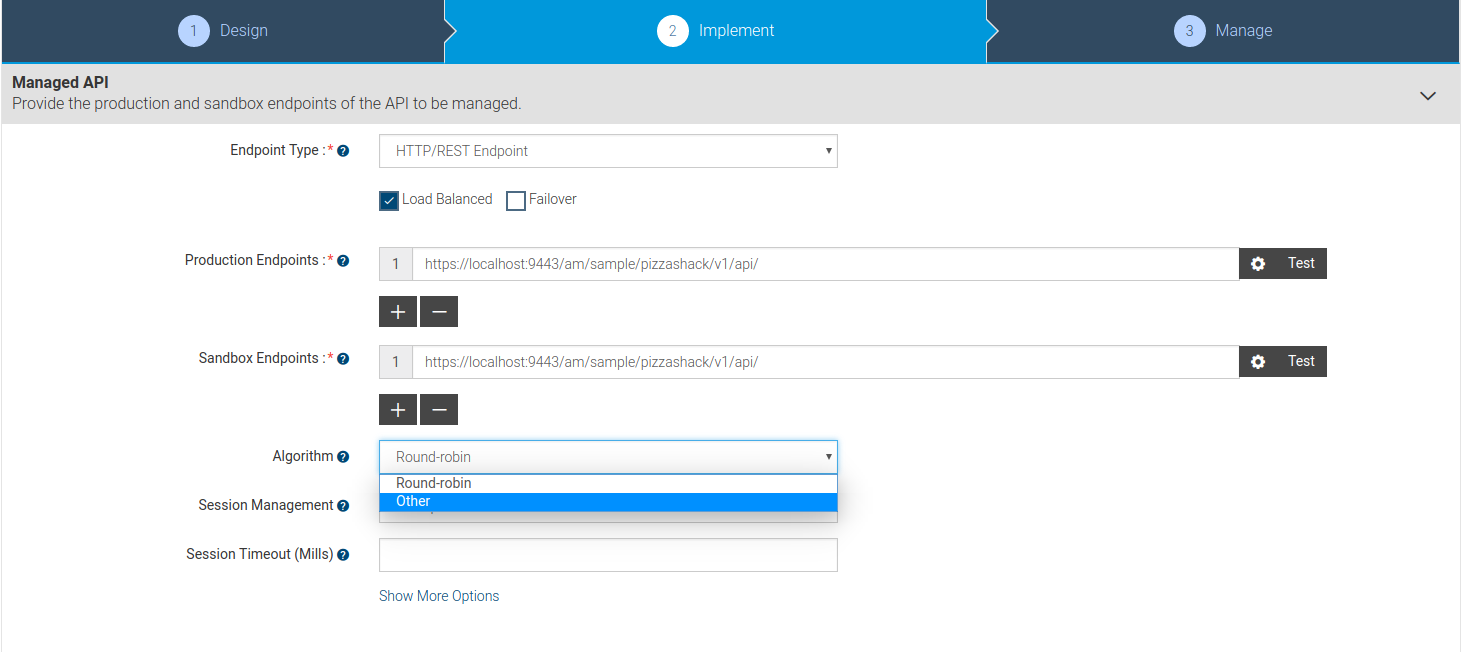 1 Design
2 Implement
3 Manage
Managed API
Provide the production and sandbox endpoints of the API to be managed.
Endpoint Type :* ?
HTTP/REST Endpoint
Load Balanced
Failover
Production Endpoints :* ?
1 https://localhost:9443/am/sample/pizzashack/v1/api/
Test
+ −
Sandbox Endpoints :* ?
1 https://localhost:9443/am/sample/pizzashack/v1/api/
Test
+ −
Algorithm ?
Round-robin
Round-robin
Other
Session Management ?
Session Timeout (Mills) ?
Show More Options